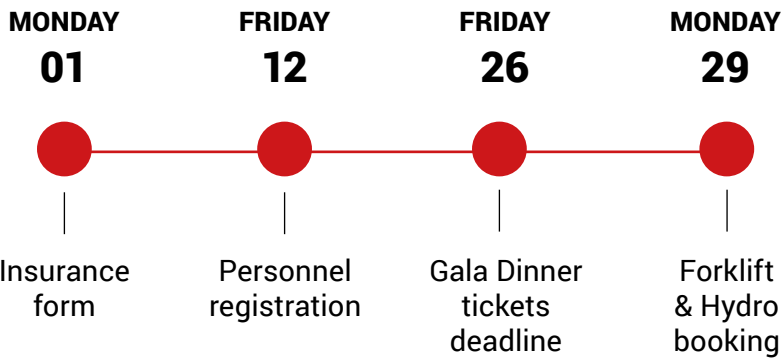 MONDAY
01
Insurance
form
FRIDAY
12
Personnel
registration
FRIDAY
26
Gala Dinner
tickets
deadline
MONDAY
29
Forklift
& Hydro
booking